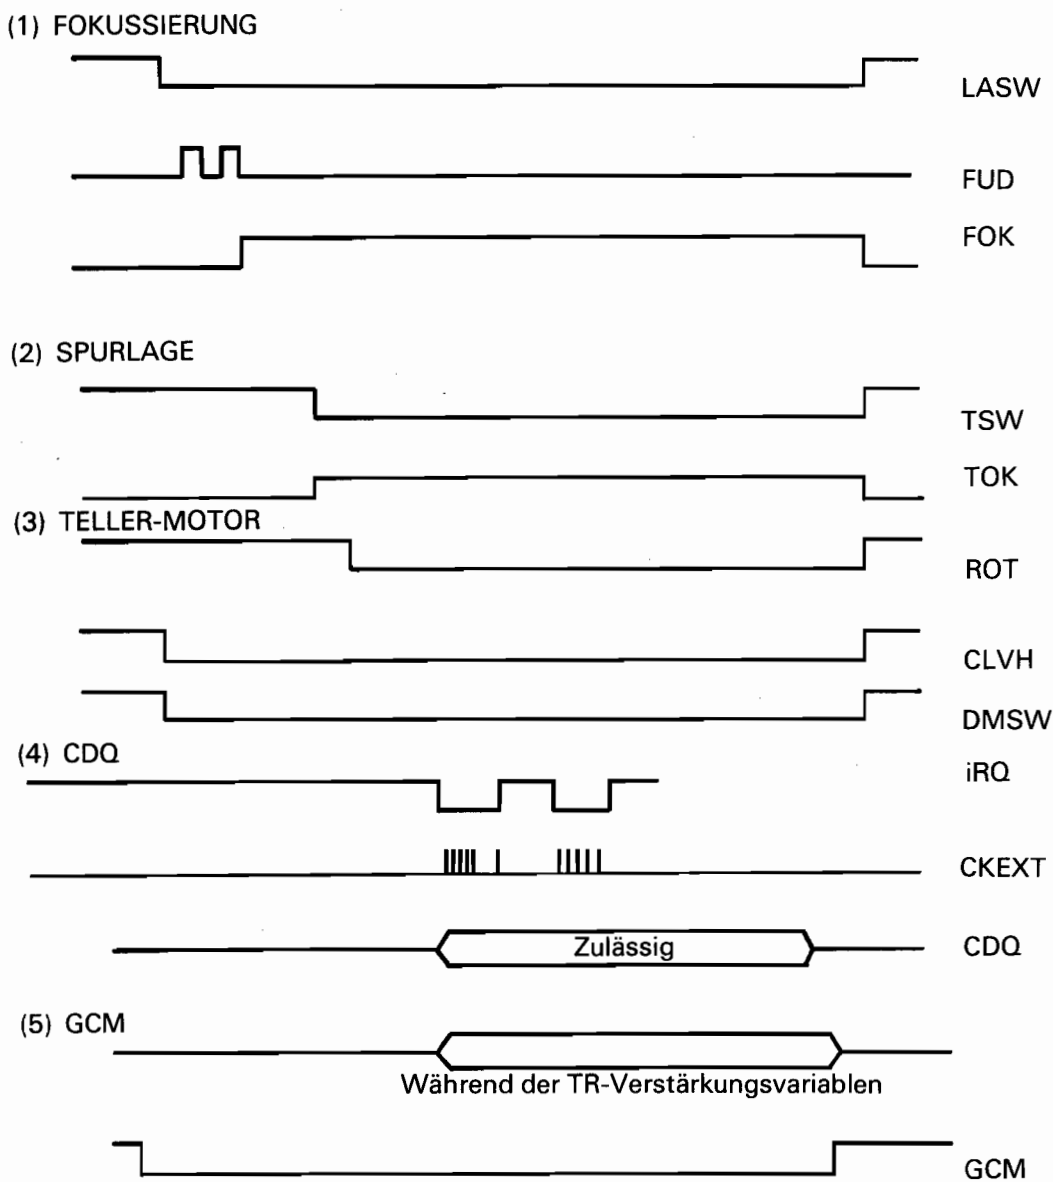 (1) FOKUSSIERUNG
LASW
FUD
FOK
(2) SPURLAGE
TSW
TOK
(3) TELLER-MOTOR
ROT
CLVH
DMSW
(4) CDQ
iRQ
CKEXT
Zulässig
CDQ
(5) GCM
Während der TR-Verstärkungsvariablen
GCM